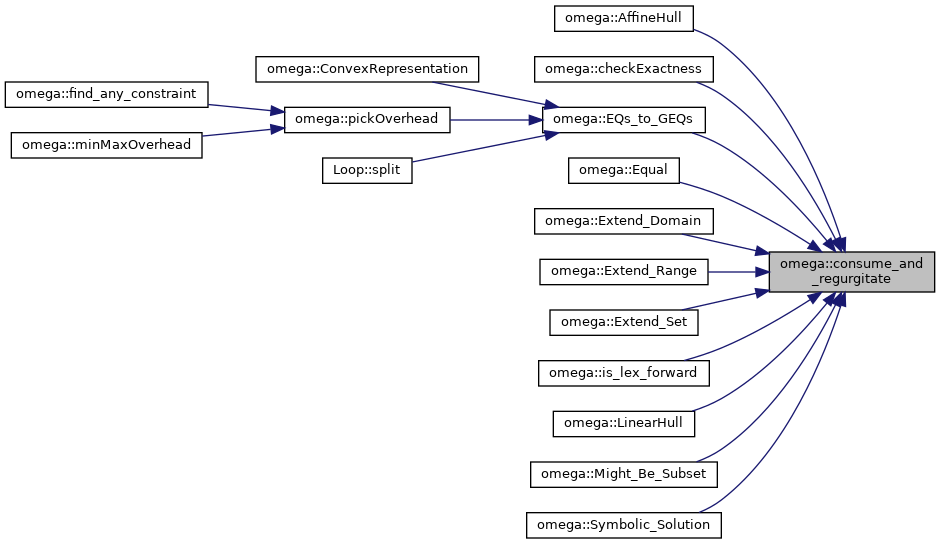 omega::AffineHull
omega::ConvexRepresentation
omega::checkExactness
omega::find_any_constraint
omega::pickOverhead
omega::EQs_to_GEQs
omega::minMaxOverhead
Loop::split
omega::Equal
omega::Extend_Domain
omega::consume_and
_regurgitate
omega::Extend_Range
omega::Extend_Set
omega::is_lex_forward
omega::LinearHull
omega::Might_Be_Subset
omega::Symbolic_Solution